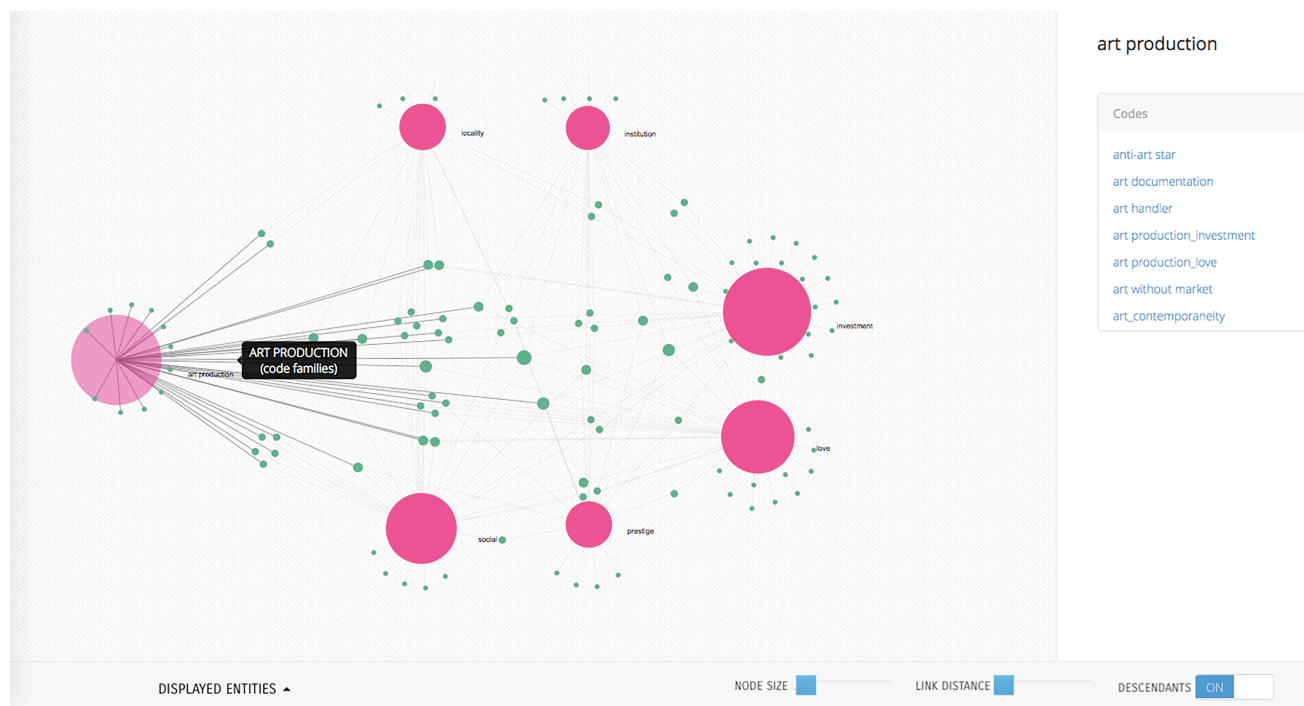 art production
Codes
anti-art star
art documentation
art handler
art production_investment
art production_love
art without market
art_contemporaneity
locality
institution
investment
ART PRODUCTION
(code families)
art production
love
social
prestige
DISPLAYED ENTITIES
NODE SIZE
LINK DISTANCE
DESCENDANTS
ON